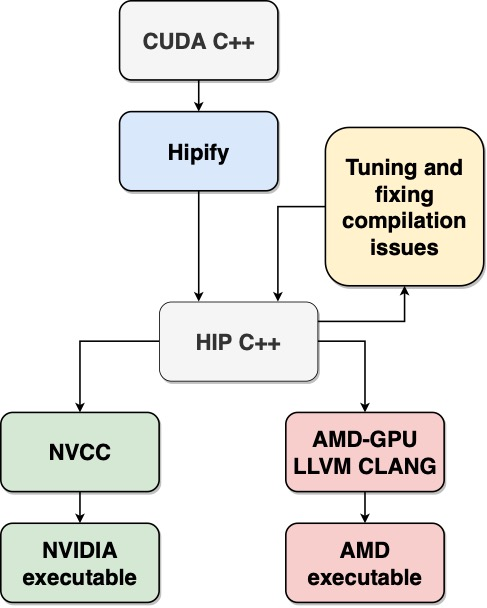 CUDA C++
Hipify
Tuning and
fixing
compilation
issues
HIP C++
NVCC
AMD-GPU
LLVM CLANG
NVIDIA
executable
AMD
executable